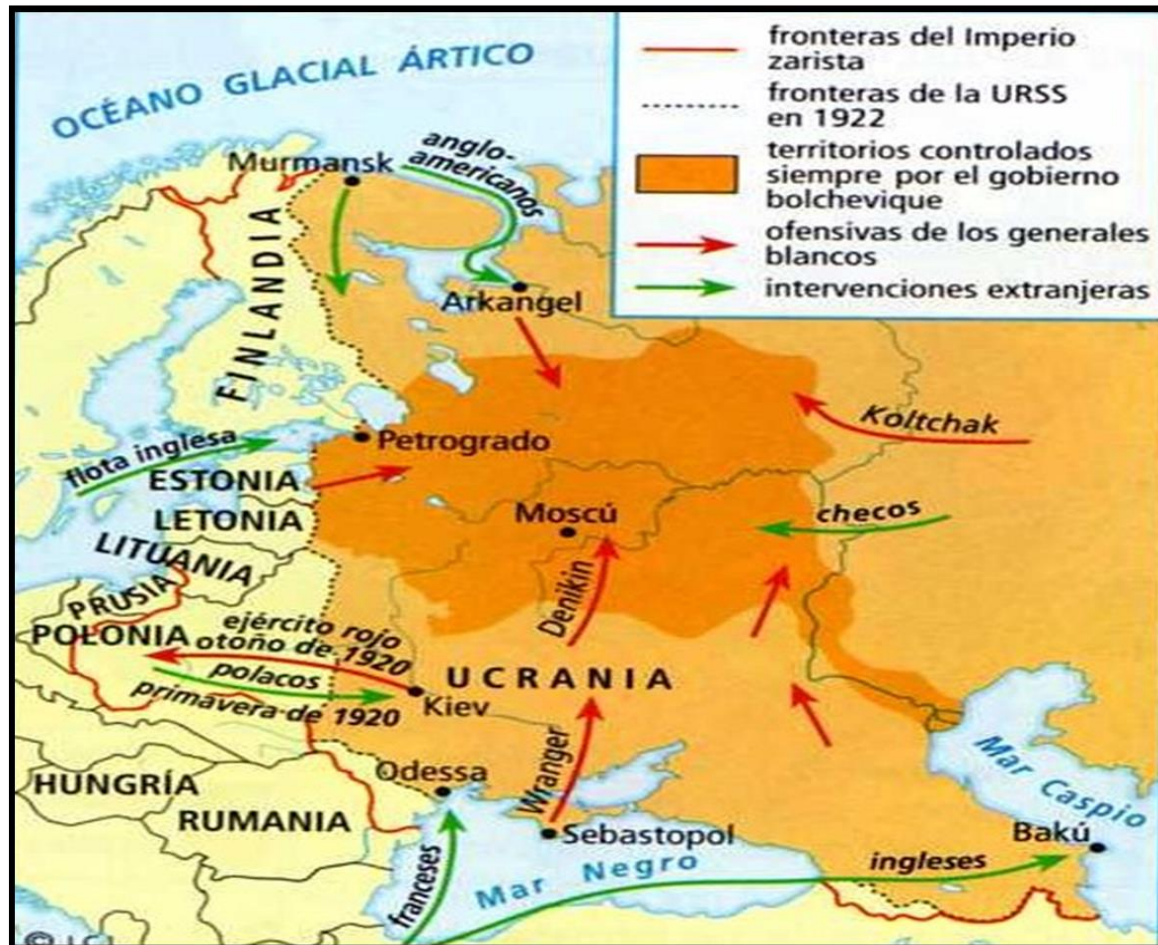 fronteras del Imperio
zarista
fronteras de la URSS
en 1922
territorios controlados
siempre por el gobierno
bolchevique
ofensivas de los generales
blancos
intervenciones extranjeras
OCÉANO GLACIAL ÁRTICO
Murmansk
anglo-
americanos
FINLANDIA
Arkangel
Koltchak
flota inglesa
Petrogrado
ESTONIA
LETONIA
Moscú
checos
LITUANIA
PRUSIA
Denikin
POLONIA
ejército rojo
otoño de 1920
polacos
primavera de 1920
UCRANIA
Kiev
HUNGRÍA
Odessa
Wranger
Mar Caspio
RUMANIA
Sebastopol
Bakú
franceses
Mar Negro
ingleses